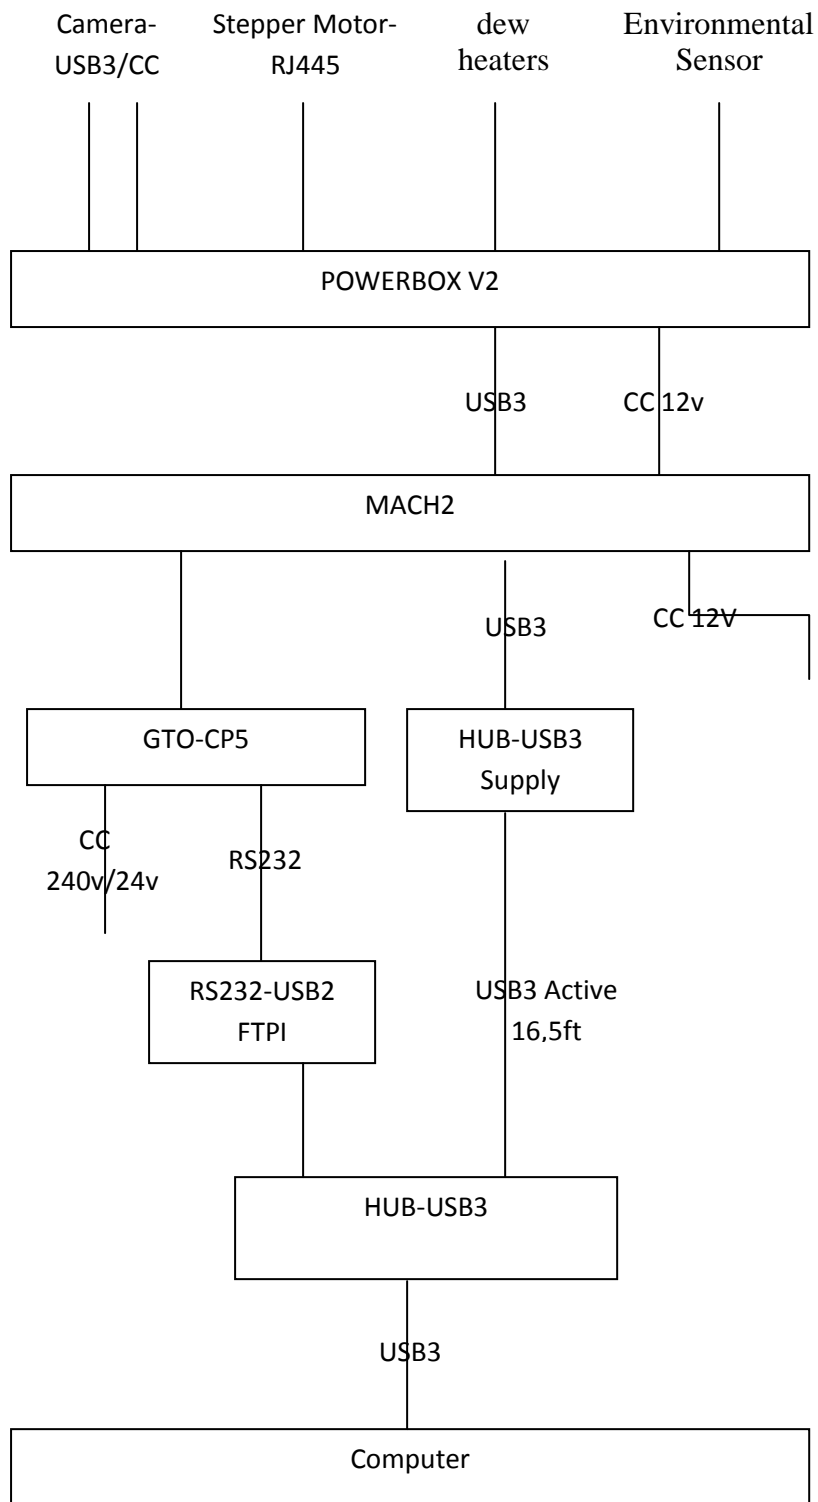 Camera-
USB3/CC
Stepper Motor-
RJ445
dew
heaters
Environmental
Sensor
POWERBOX V2
USB3
CC 12v
MACH2
USB3
CC 12V
GTO-CP5
HUB-USB3
Supply
CC
240v/24v
RS232
RS232-USB2
FTPI
USB3 Active
16,5ft
HUB-USB3
USB3
Computer